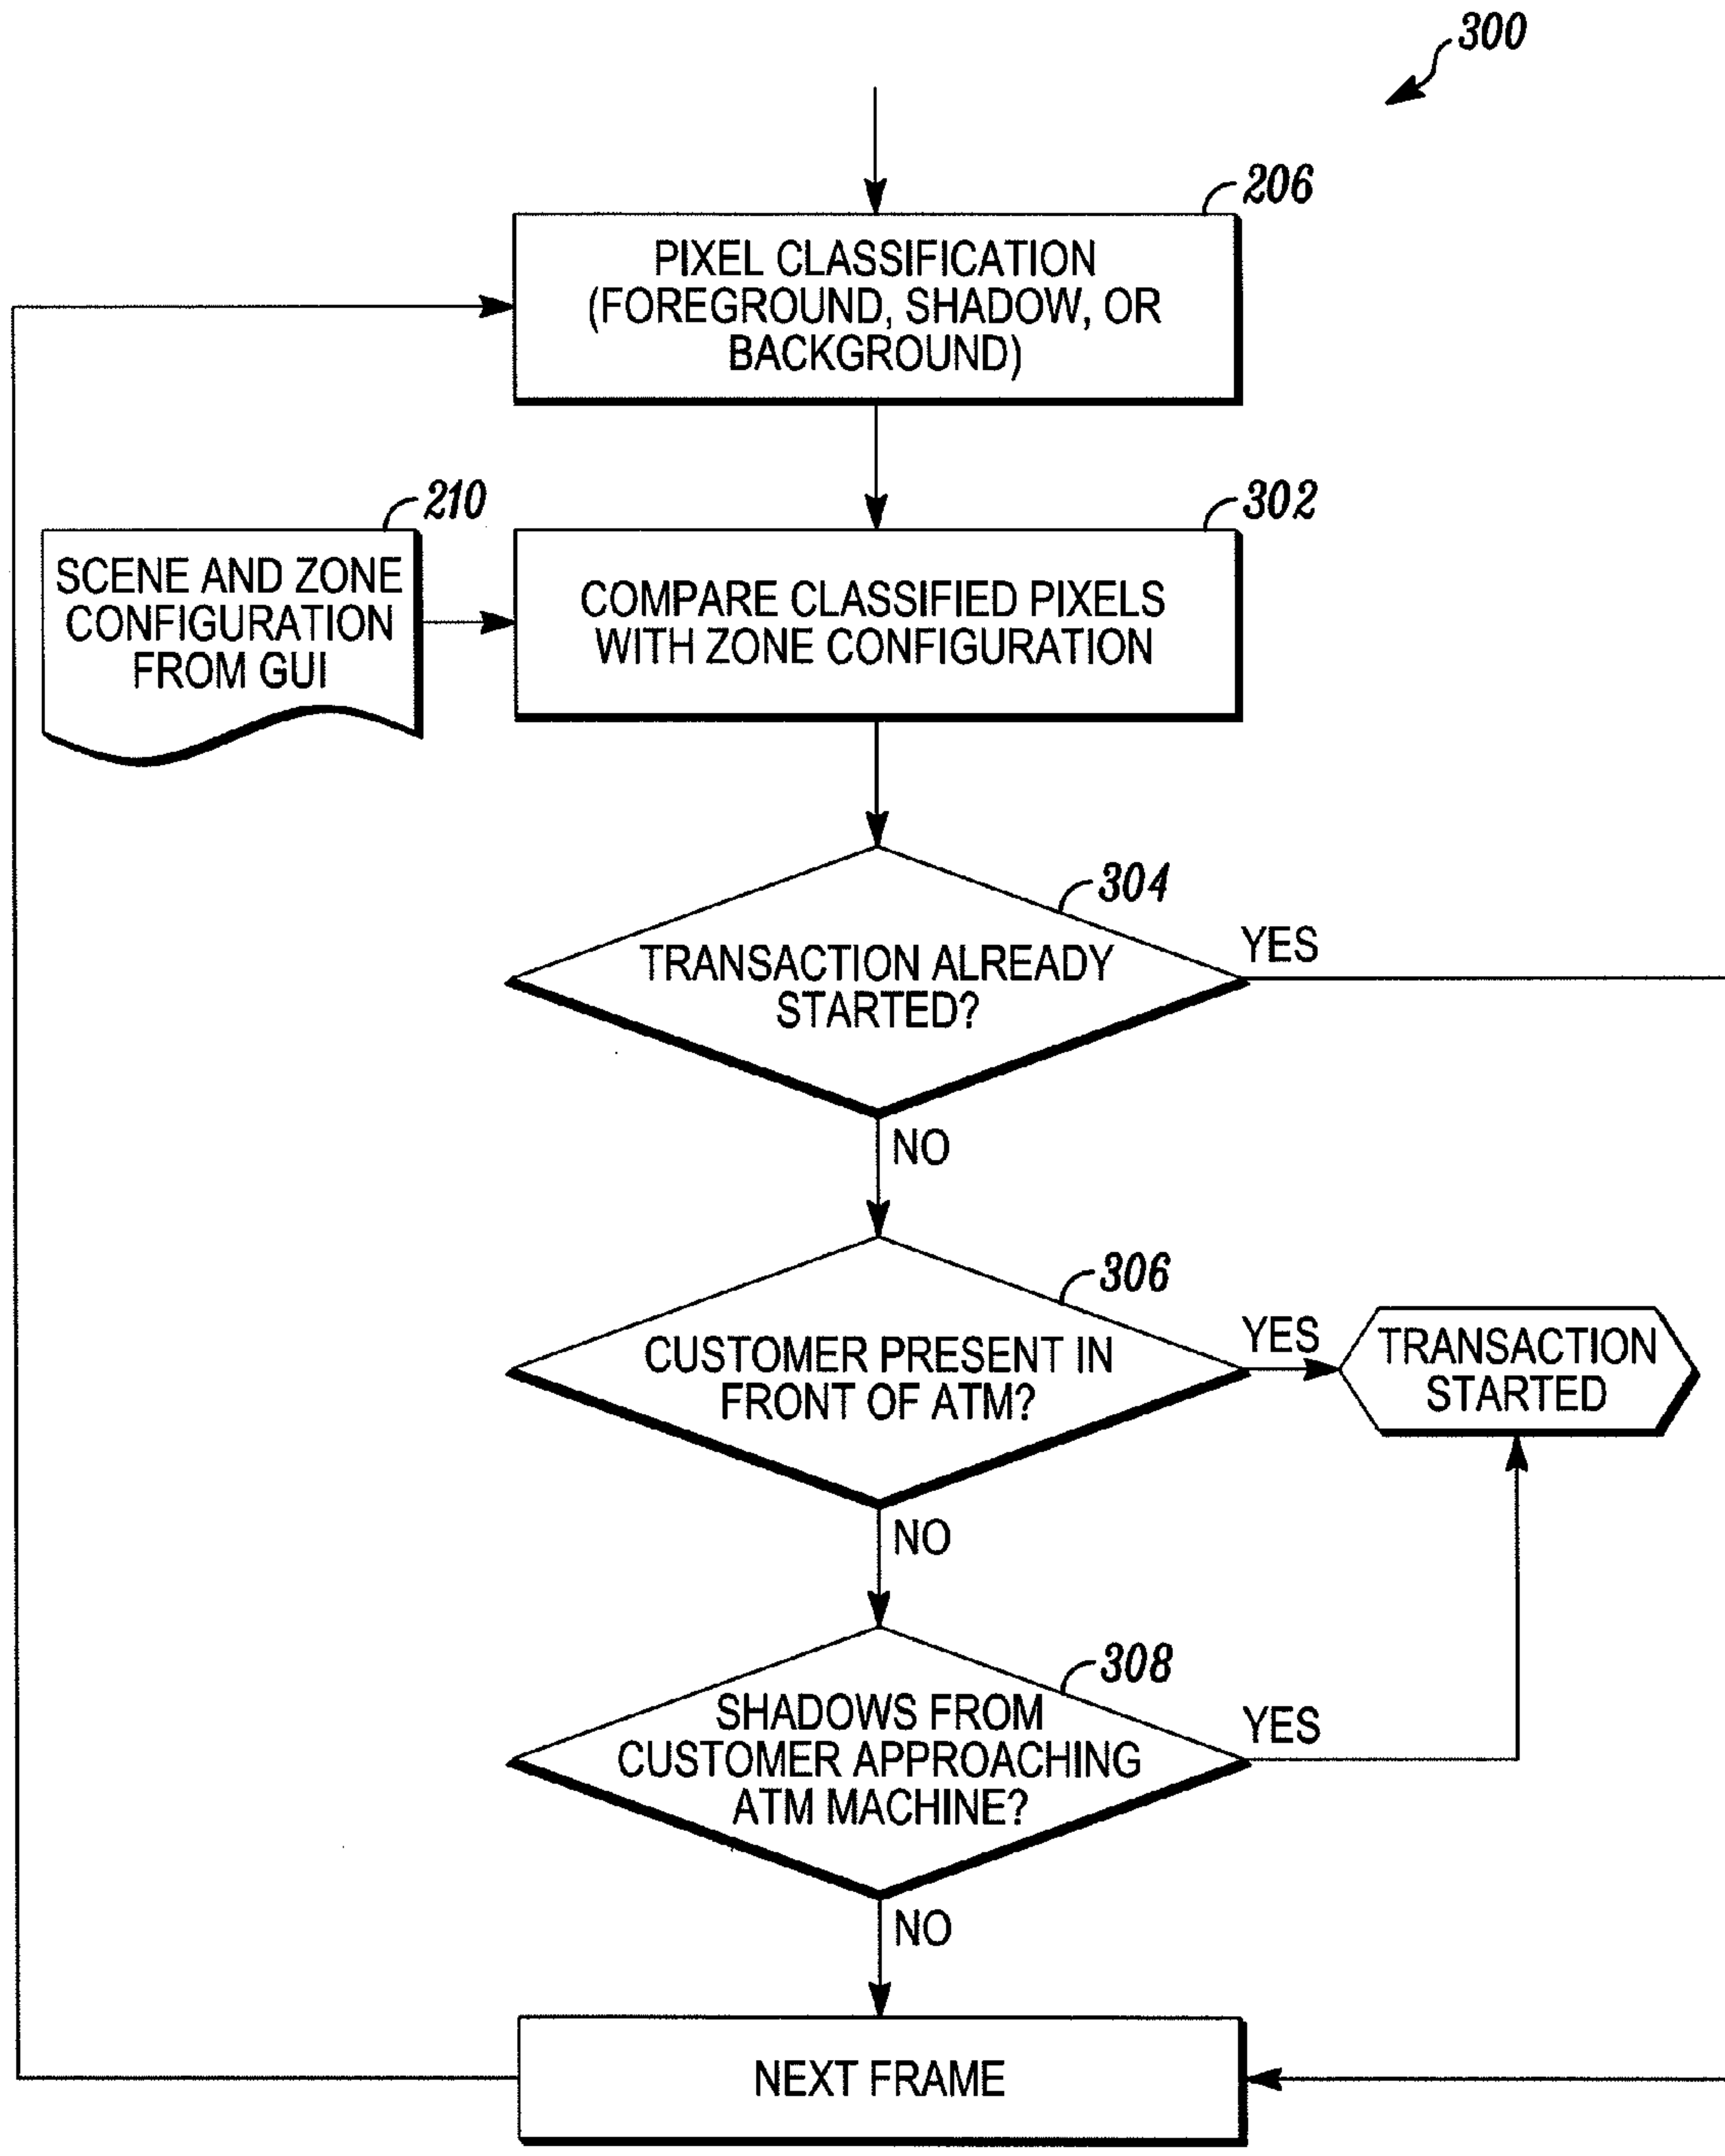 300
206
PIXEL CLASSIFICATION
(FOREGROUND, SHADOW, OR
BACKGROUND)
210
SCENE AND ZONE
CONFIGURATION
FROM GUI
302
COMPARE CLASSIFIED PIXELS
WITH ZONE CONFIGURATION
304
TRANSACTION ALREADY
STARTED?
YES
NO
306
CUSTOMER PRESENT IN
FRONT OF ATM?
YES
TRANSACTION
STARTED
NO
308
SHADOWS FROM
CUSTOMER APPROACHING
ATM MACHINE?
YES
NO
NEXT FRAME